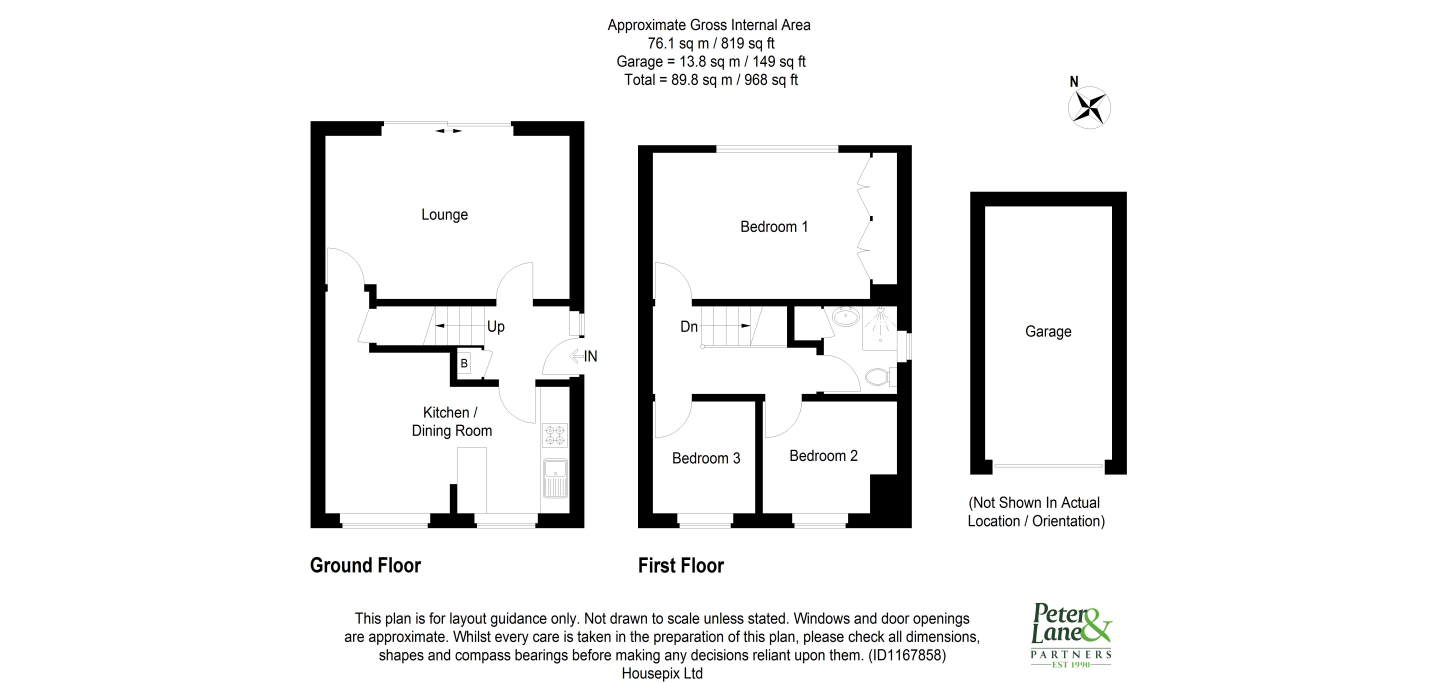 Approximate Gross Internal Area
76.1 sq m / 819 sq ft
Garage = 13.8 sq m / 149 sq ft
Total = 89.8 sq m / 968 sq ft
N
Lounge
Up
IN
B
Kitchen /
Dining Room
Ground Floor
Bedroom 1
Dn
Bedroom 3
Bedroom 2
First Floor
Garage
(Not Shown In Actual
Location / Orientation)
This plan is for layout guidance only. Not drawn to scale unless stated. Windows and door openings
are approximate. Whilst every care is taken in the preparation of this plan, please check all dimensions,
shapes and compass bearings before making any decisions reliant upon them. (ID1167858)
Housepix Ltd
Peter &
Lane
PARTNERS
EST 1990